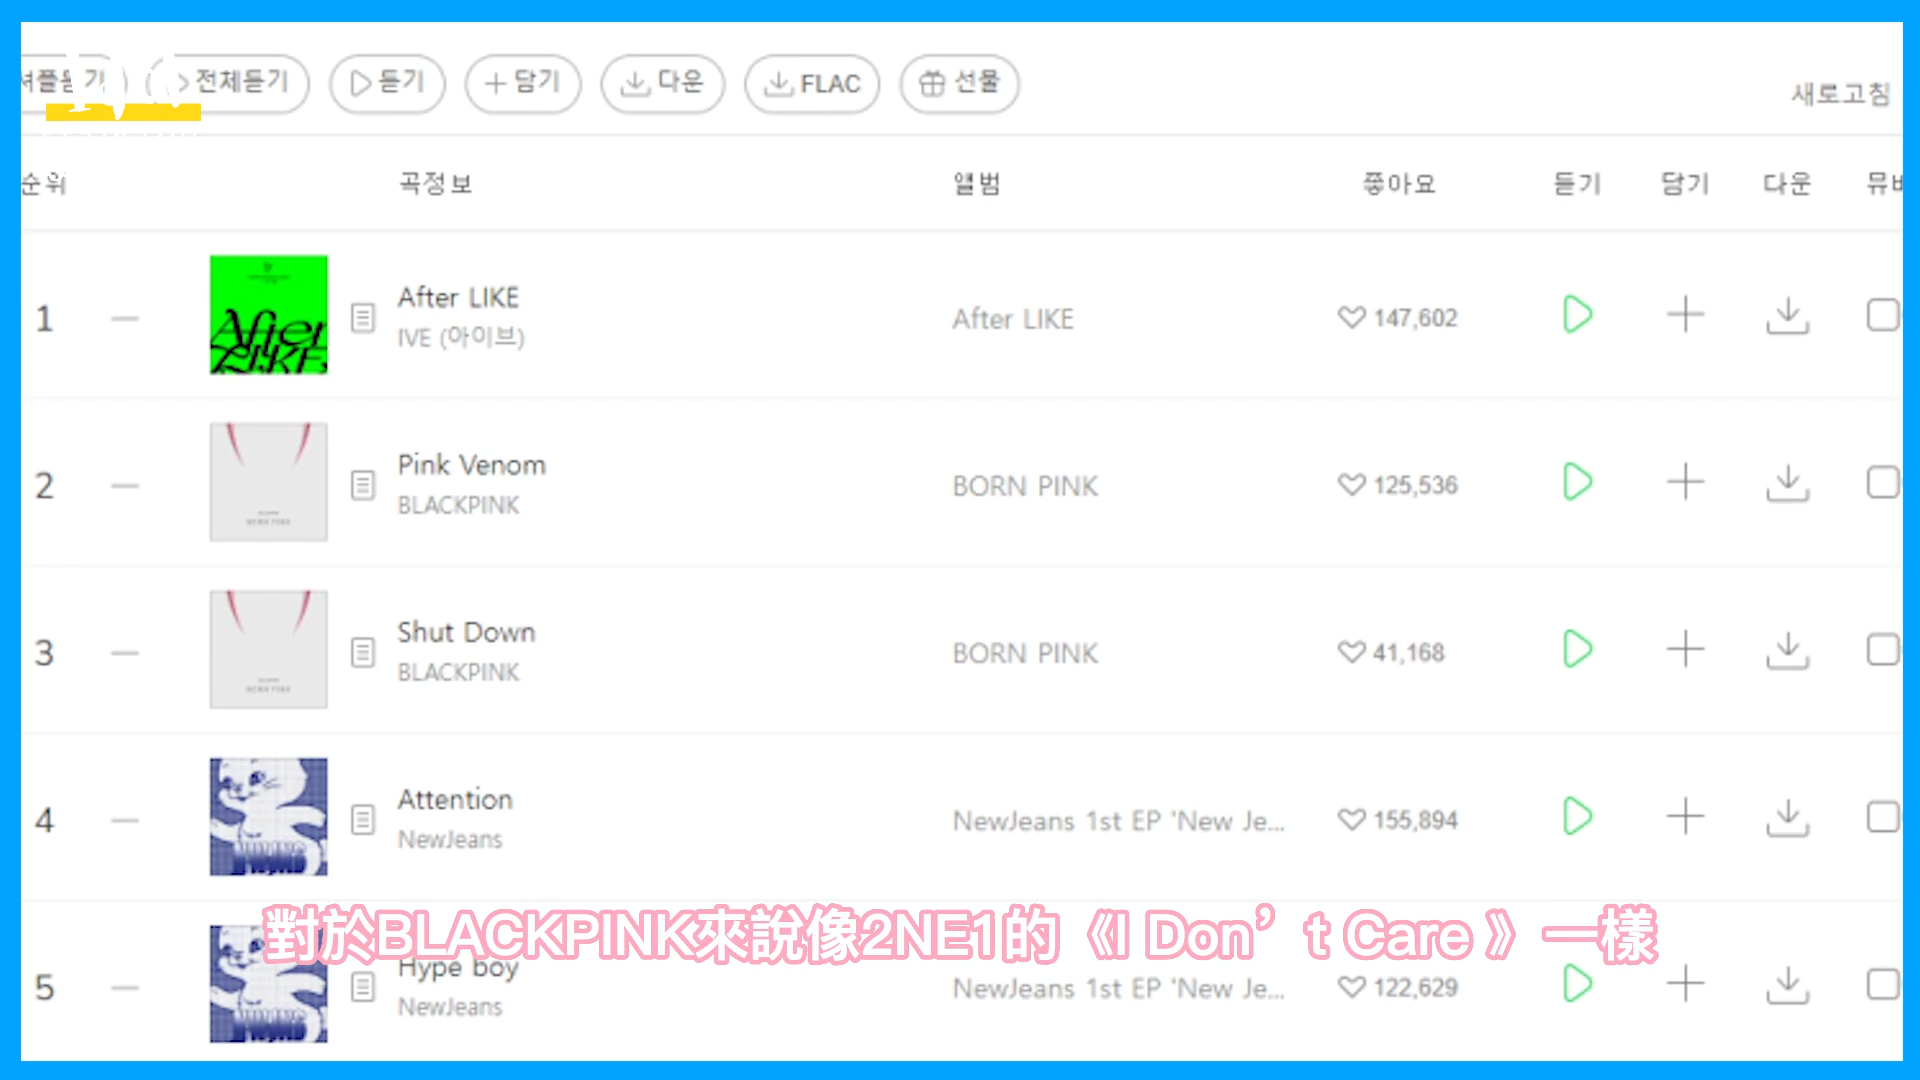 전체듣기 듣기 담기 다운 FLAC 선물
새로고침
순위 곡정보 앨범 좋아요 듣기 담기 다운 뮤비
1 After LIKE After LIKE 147,602
IVE (아이브)
2 Pink Venom BORN PINK 125,536
BLACKPINK
3 Shut Down BORN PINK 41,168
BLACKPINK
4 Attention NewJeans 1st EP 'New Je... 155,894
NewJeans
對於BLACKPINK來說像2NE1的《I Don't Care》一樣
5 Hype boy NewJeans 1st EP 'New Je... 122,629
NewJeans